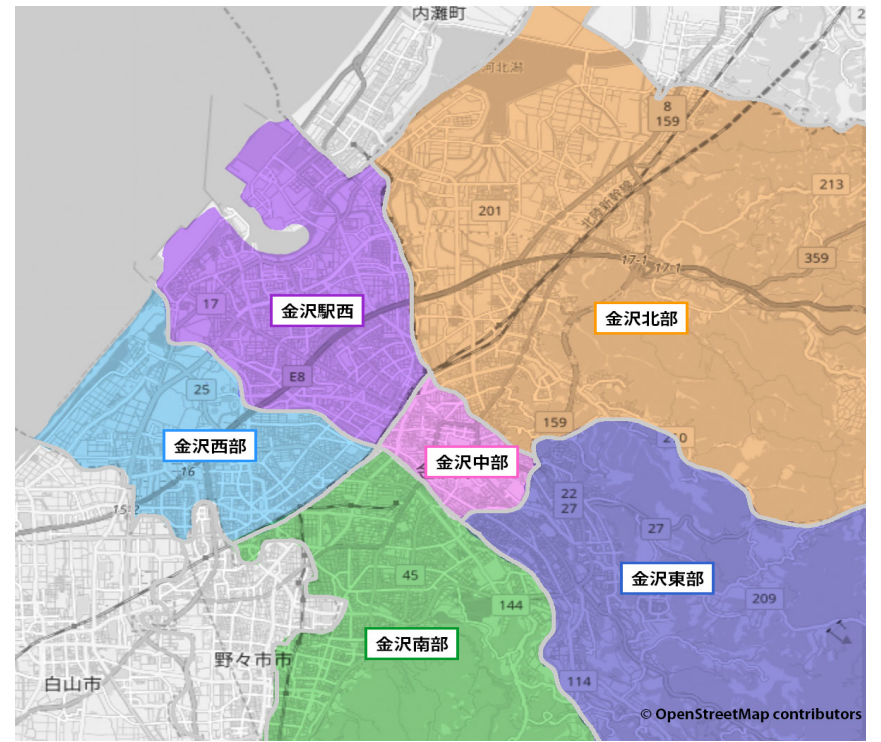 内灘町
河北潟
8
159
213
201
北陸新幹線
359
17-1
17-1
17
金沢駅西
金沢北部
E8
25
159
金沢西部
金沢中部
16
22
27
15-2
27
45
金沢東部
209
144
金沢南部
野々市市
白山市
114
© OpenStreetMap contributors